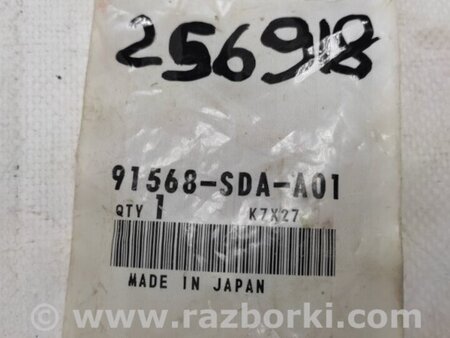 256918
91568-SDA-A01
QTY 1 K7X27
MADE IN JAPAN
www.razborki.com